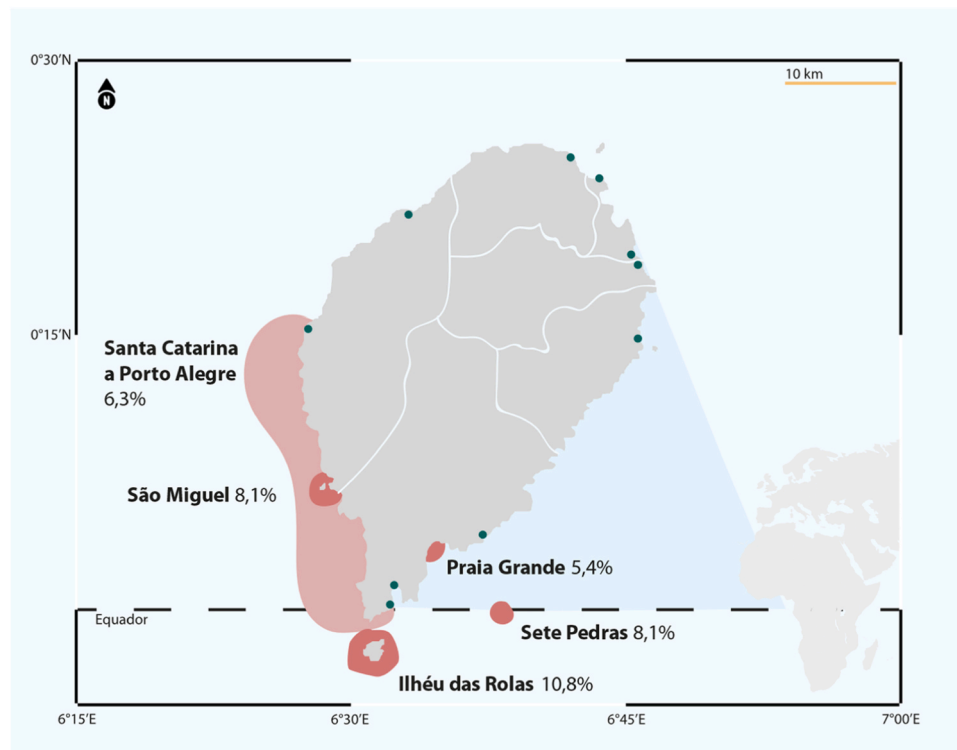 0°30′N
10 km
N
0°15′N
Santa Catarina
a Porto Alegre
6,3%
São Miguel 8,1%
Praia Grande 5,4%
Equador
Sete Pedras 8,1%
Ilhéu das Rolas 10,8%
6°15′E
6°30′E
6°45′E
7°00′E